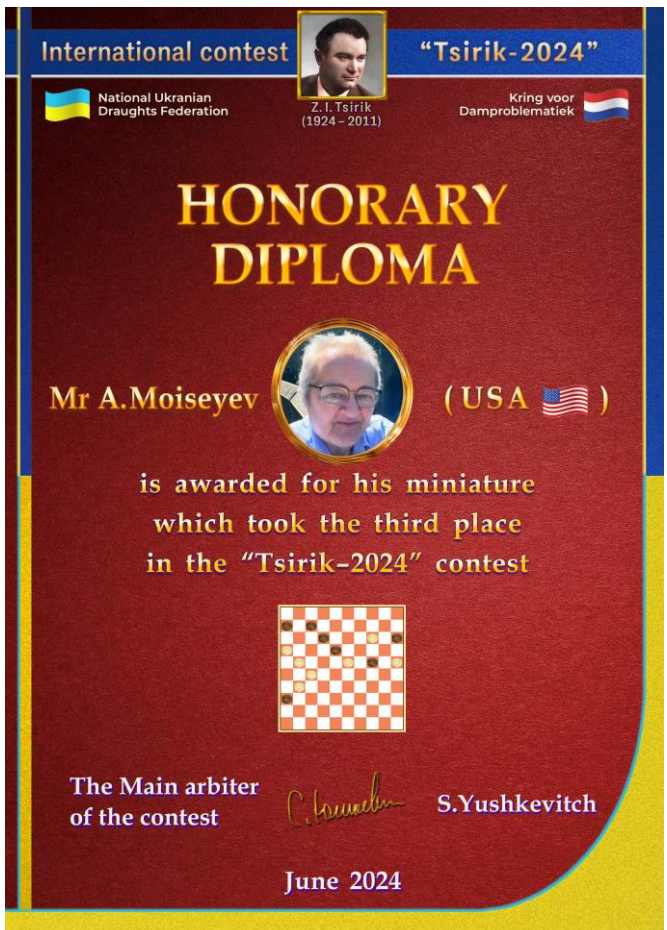 International contest "Tsirik-2024"
National Ukranian
Draughts Federation
Z.I.Tsirik
(1924–2011)
Kring voor
Damproblematiek
HONORARY
DIPLOMA
Mr A.Moiseyev (USA)
is awarded for his miniature
which took the third place
in the "Tsirik–2024" contest
The Main arbiter
of the contest
S.Yushkevitch
June 2024